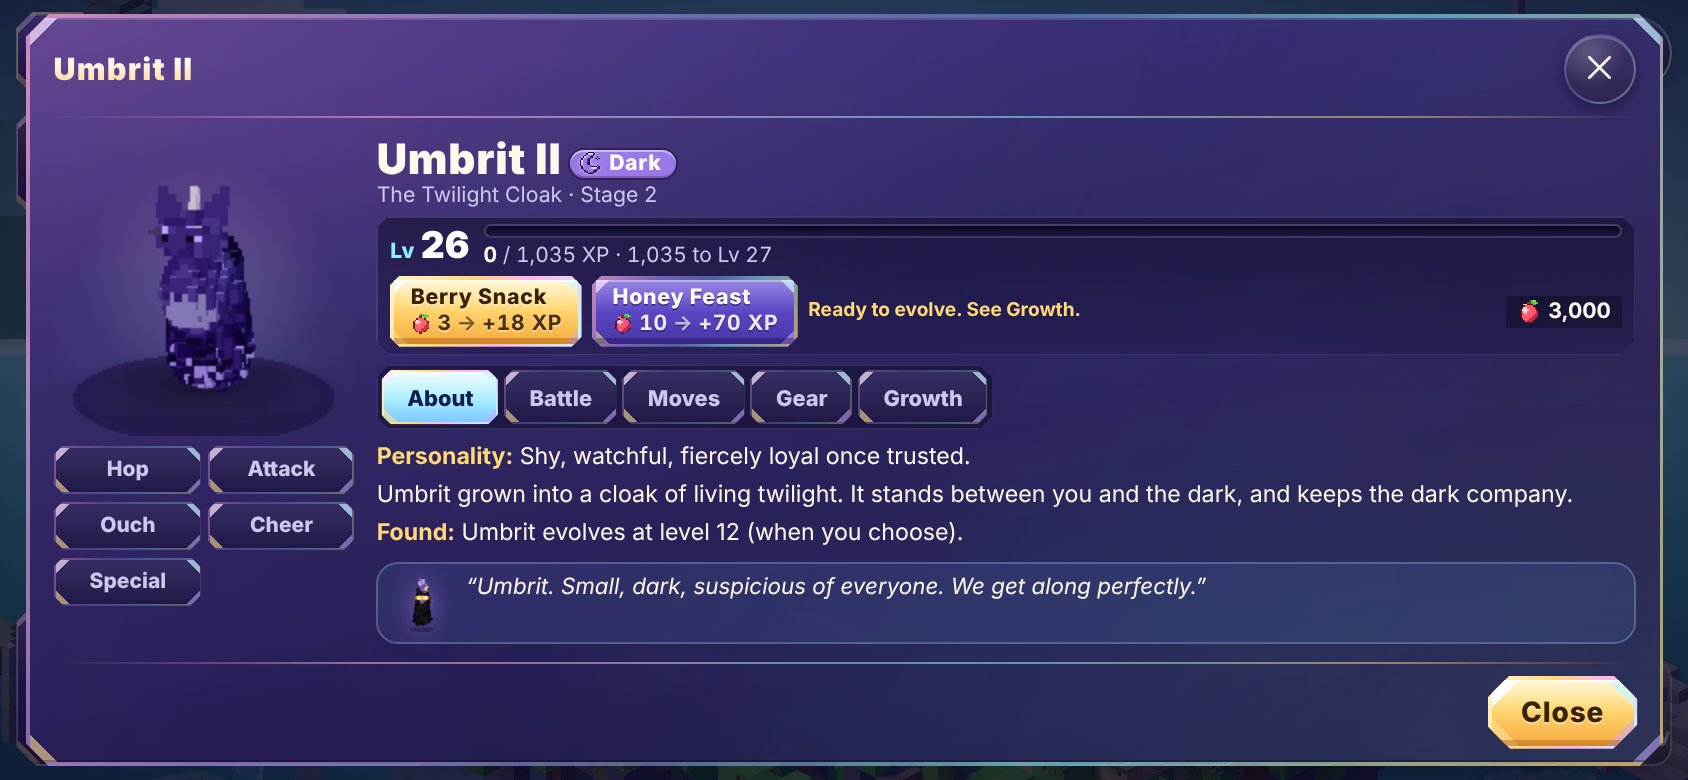 Umbrit II
Umbrit II Dark
The Twilight Cloak · Stage 2
Lv 26 0 / 1,035 XP · 1,035 to Lv 27
Berry Snack
3 → +18 XP
Honey Feast
10 → +70 XP
Ready to evolve. See Growth.
3,000
About Battle Moves Gear Growth
Hop Attack
Ouch Cheer
Special
Personality: Shy, watchful, fiercely loyal once trusted.
Umbrit grown into a cloak of living twilight. It stands between you and the dark, and keeps the dark company.
Found: Umbrit evolves at level 12 (when you choose).
“Umbrit. Small, dark, suspicious of everyone. We get along perfectly.”
Close